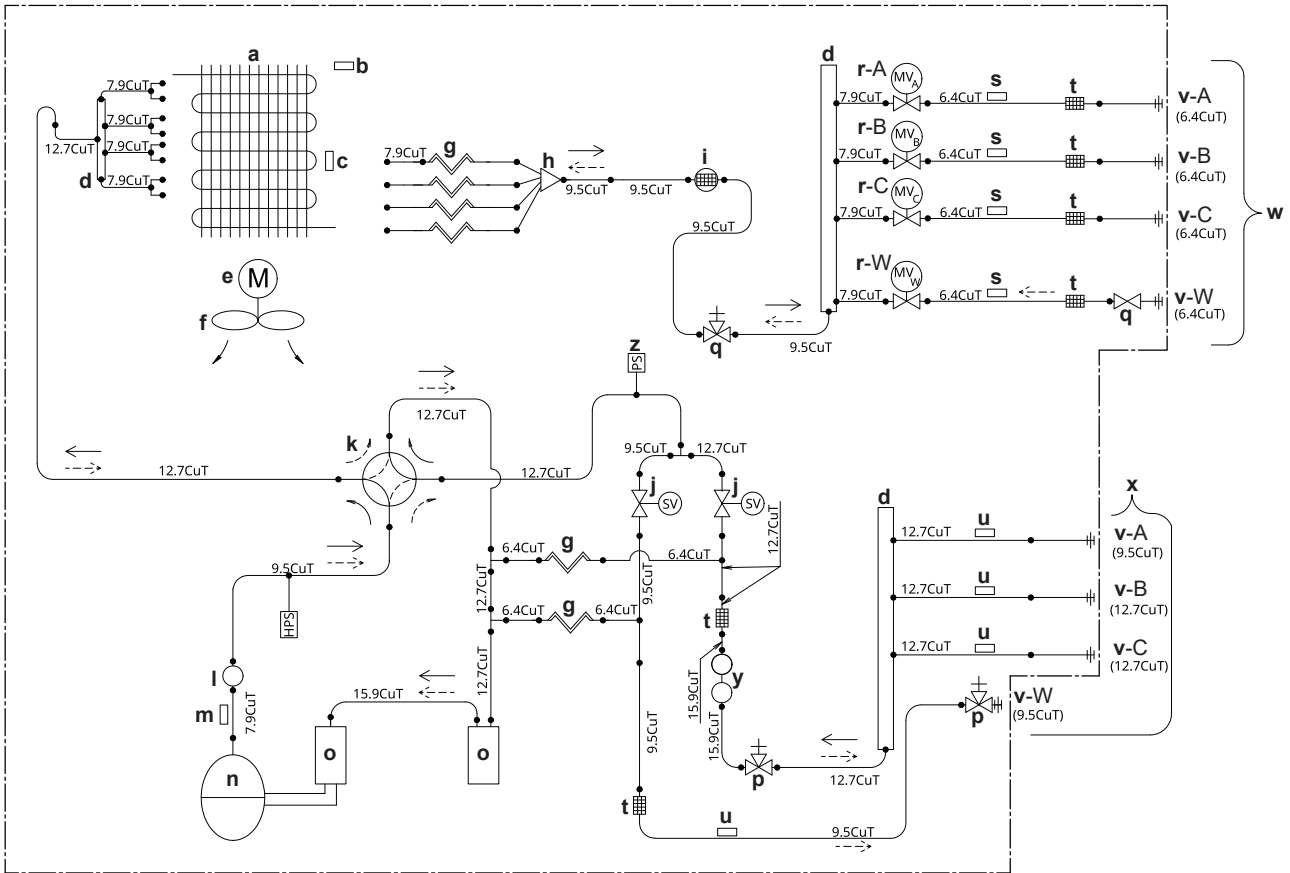 a
b
c
d
7.9CuT
7.9CuT
7.9CuT
7.9CuT
12.7CuT
d
7.9CuT
g
h
9.5CuT
9.5CuT
i
9.5CuT
q
9.5CuT
r-A
MVA
7.9CuT
6.4CuT
s
t
v-A
(6.4CuT)
r-B
MVB
7.9CuT
6.4CuT
s
t
v-B
(6.4CuT)
r-C
MVC
7.9CuT
6.4CuT
s
t
v-C
(6.4CuT)
w
r-W
MVW
7.9CuT
6.4CuT
s
t
q
v-W
(6.4CuT)
e
M
f
z
PS
12.7CuT
k
12.7CuT
12.7CuT
9.5CuT
12.7CuT
j
SV
j
SV
12.7CuT
6.4CuT
g
6.4CuT
9.5CuT
12.7CuT
6.4CuT
g
6.4CuT
12.7CuT
9.5CuT
HPS
l
m
7.9CuT
n
15.9CuT
o
o
t
15.9CuT
y
15.9CuT
9.5CuT
p
12.7CuT
t
u
9.5CuT
d
12.7CuT
u
v-A
(9.5CuT)
x
12.7CuT
u
v-B
(12.7CuT)
12.7CuT
u
v-C
(12.7CuT)
p
v-W
(9.5CuT)